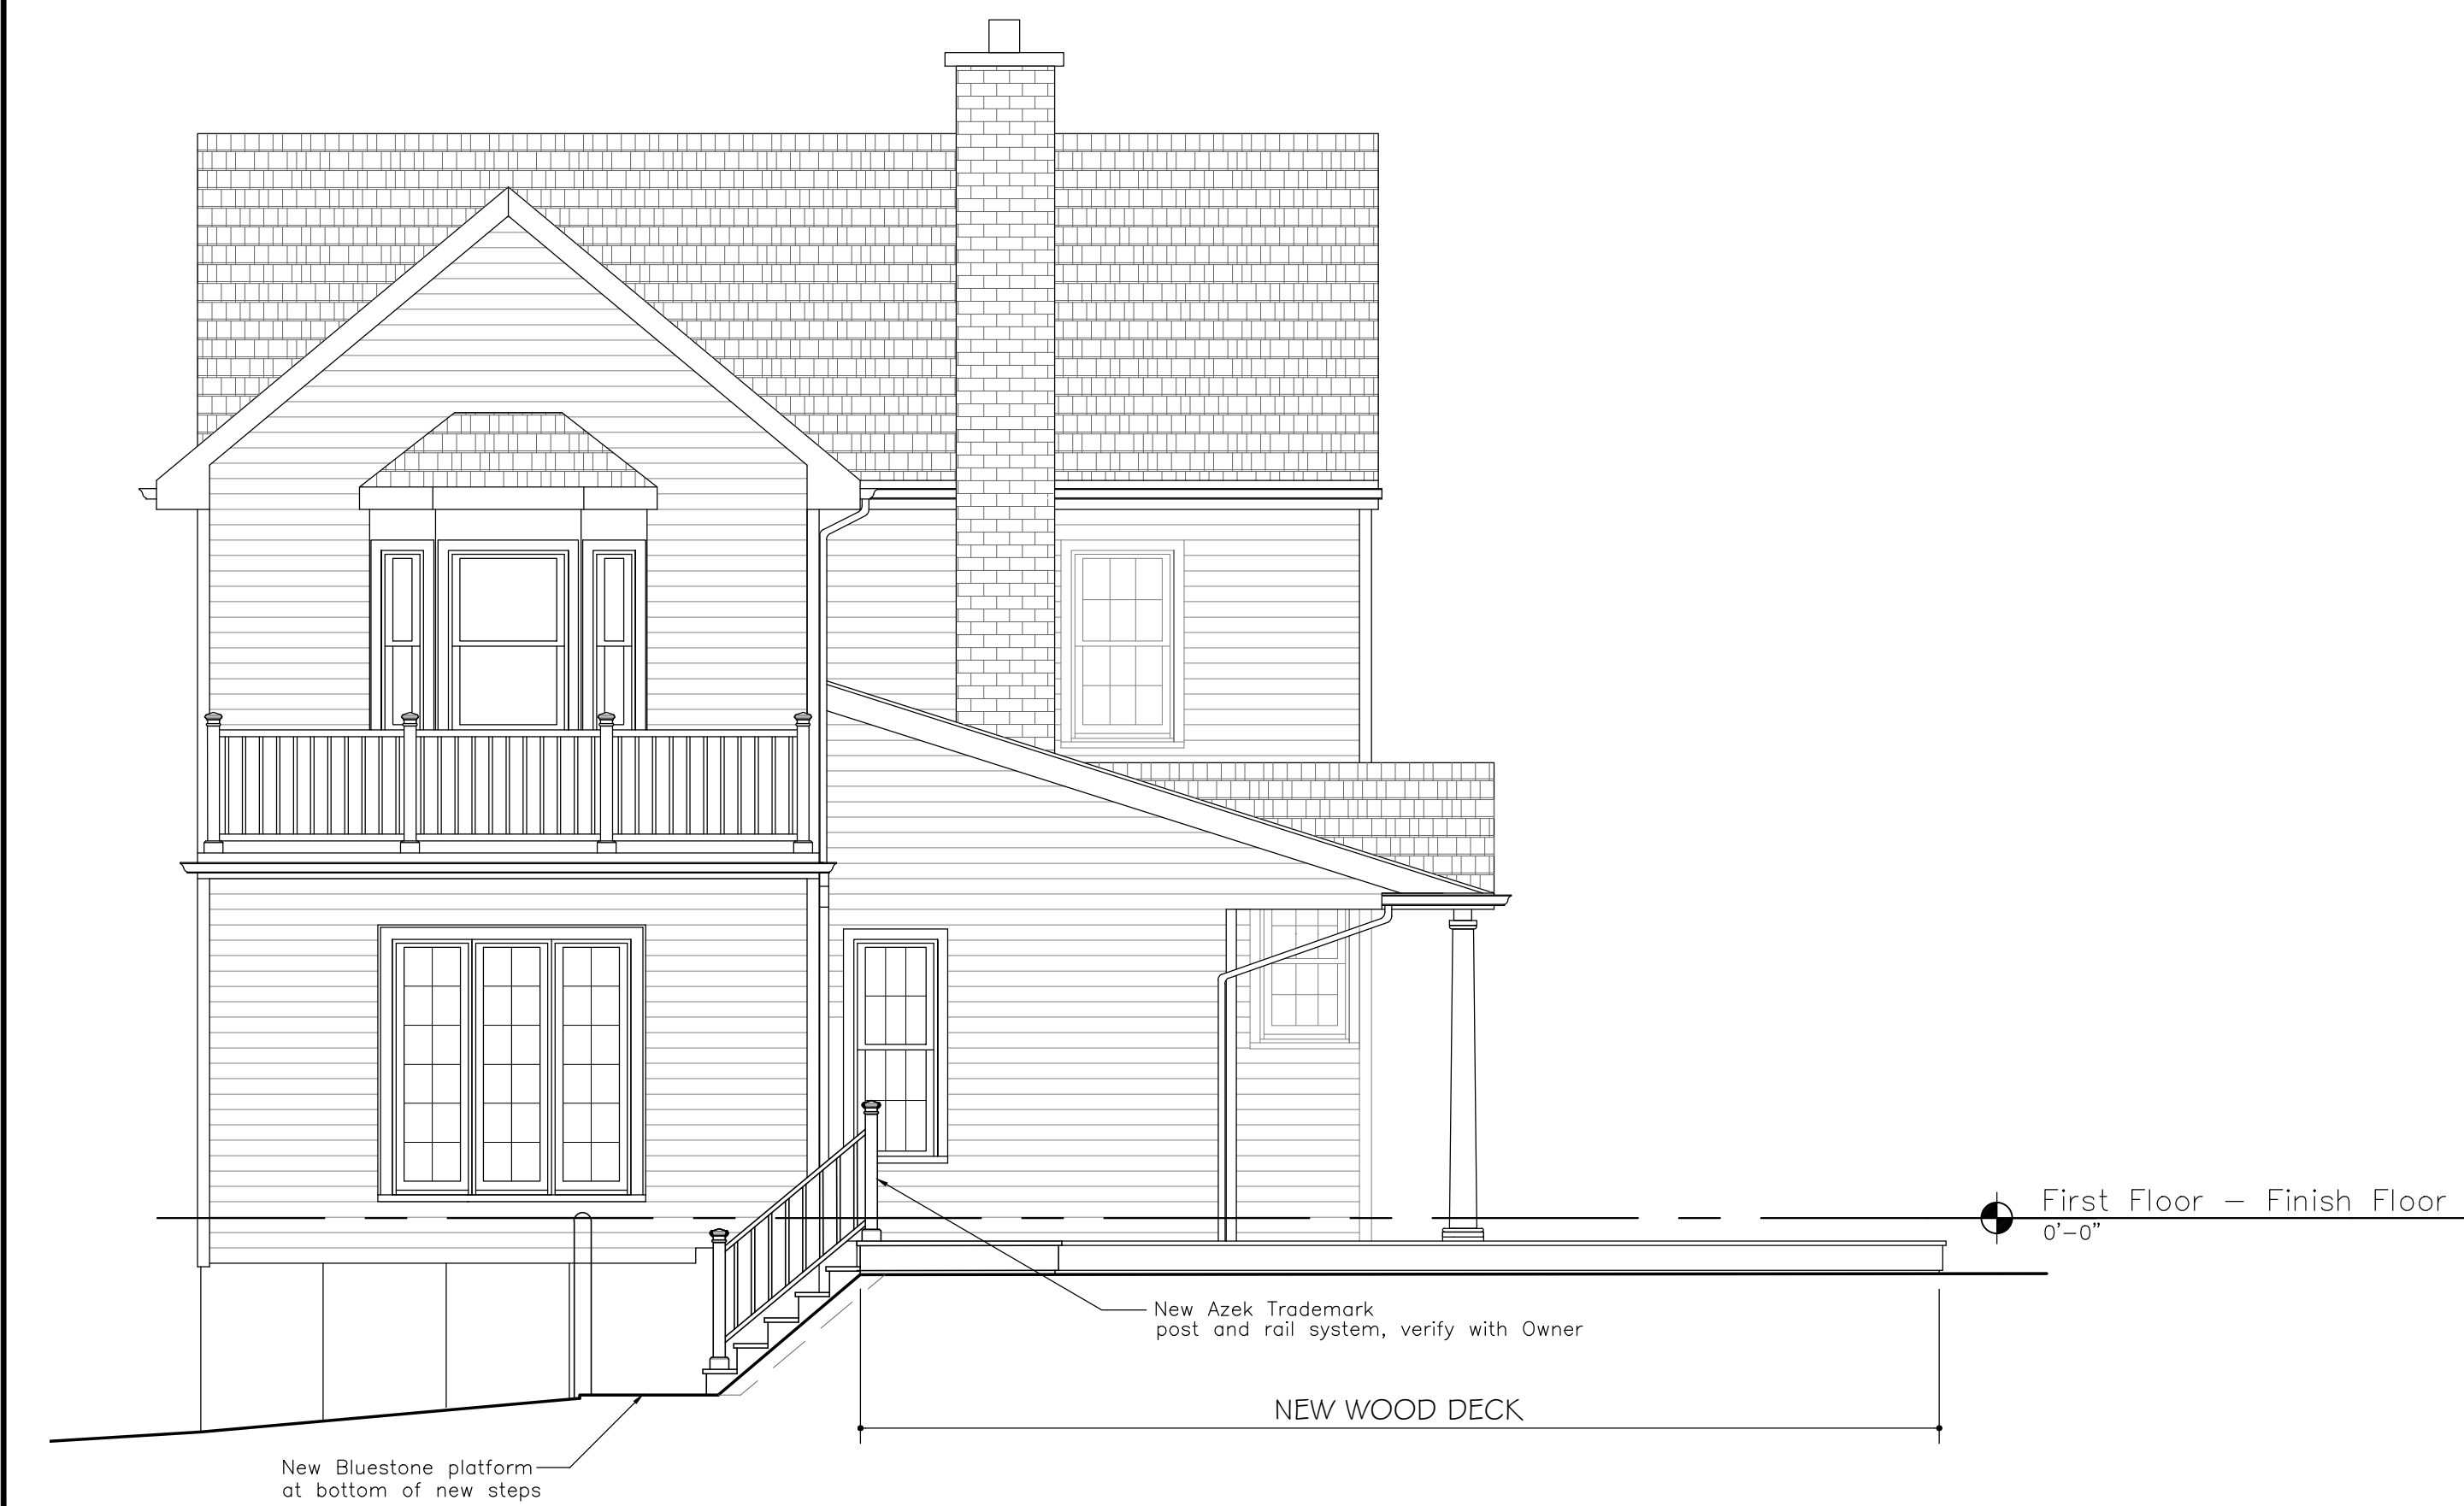 First Floor – Finish Floor
0'–0"
New Azek Trademark
post and rail system, verify with Owner
NEW WOOD DECK
New Bluestone platform
at bottom of new steps